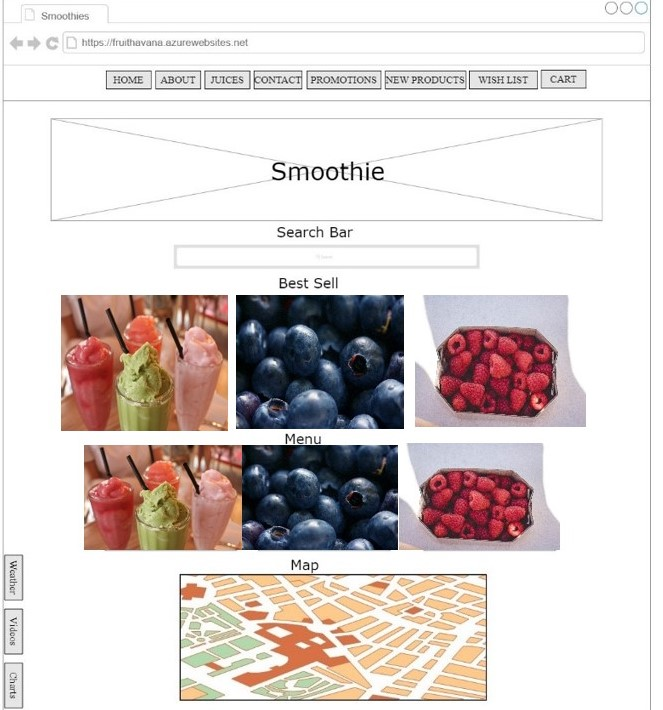 Smoothies
https://fruithavana.azurewebsites.net
HOME ABOUT JUICES CONTACT PROMOTIONS NEW PRODUCTS WISH LIST CART
Smoothie
Search Bar
Best Sell
Menu
Map
Weather
Videos
Charts